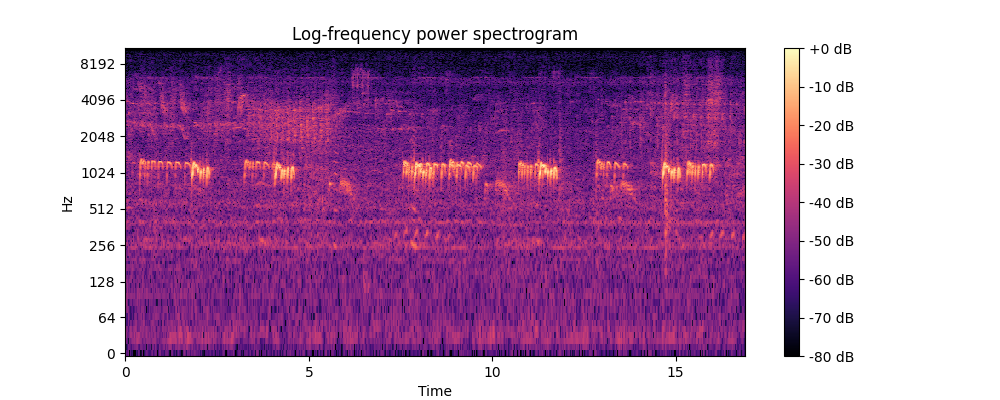 Log-frequency power spectrogram
Hz
8192
4096
2048
1024
512
256
128
64
0
0
5
10
15
Time
+0 dB
-10 dB
-20 dB
-30 dB
-40 dB
-50 dB
-60 dB
-70 dB
-80 dB